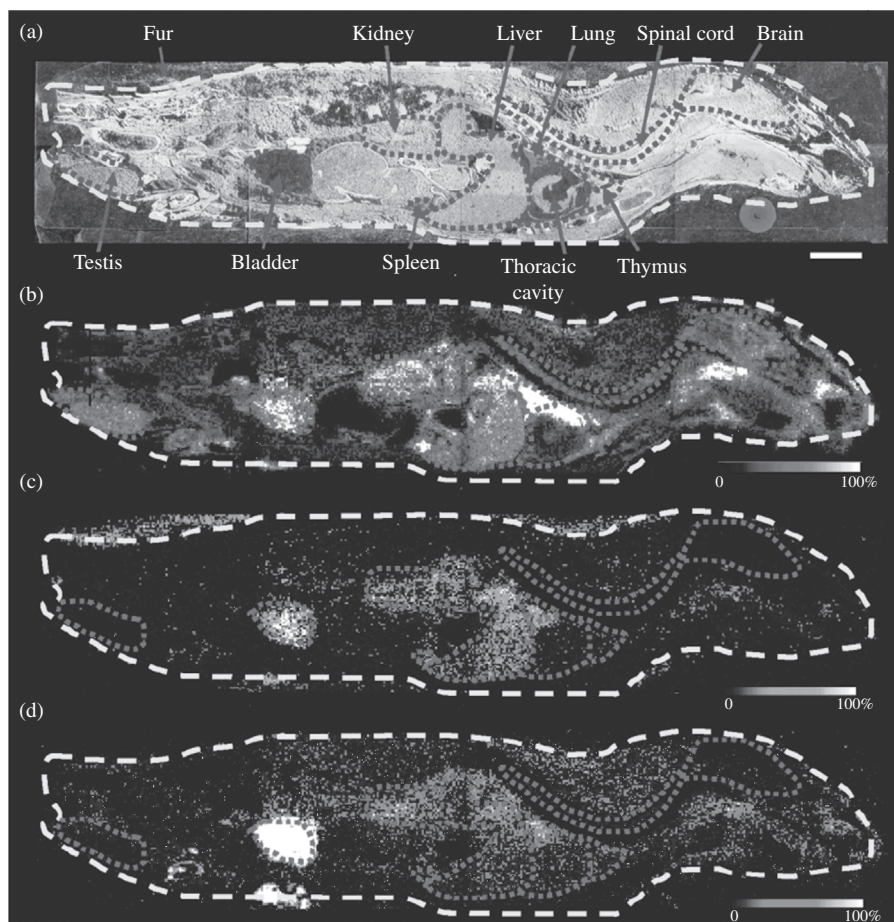 (a)
Fur
Kidney
Liver
Lung
Spinal cord
Brain
Testis
Bladder
Spleen
Thoracic
cavity
Thymus
(b)
0
100%
(c)
0
100%
(d)
0
100%